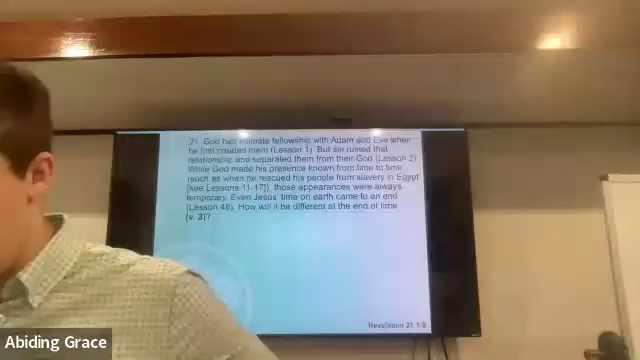 21. God had intimate fellowship with Adam and Eve when
he first created them (Lesson 1). But sin ruined that
relationship and separated them from their God (Lesson 2).
While God made his presence known from time to time
(such as when he rescued his people from slavery in Egypt
[see Lessons 11-17]), those appearances were always
temporary. Even Jesus' time on earth came to an end
(Lesson 48). How will it be different at the end of time
(v. 3)?
Revelation 21:1-8
Abiding Grace